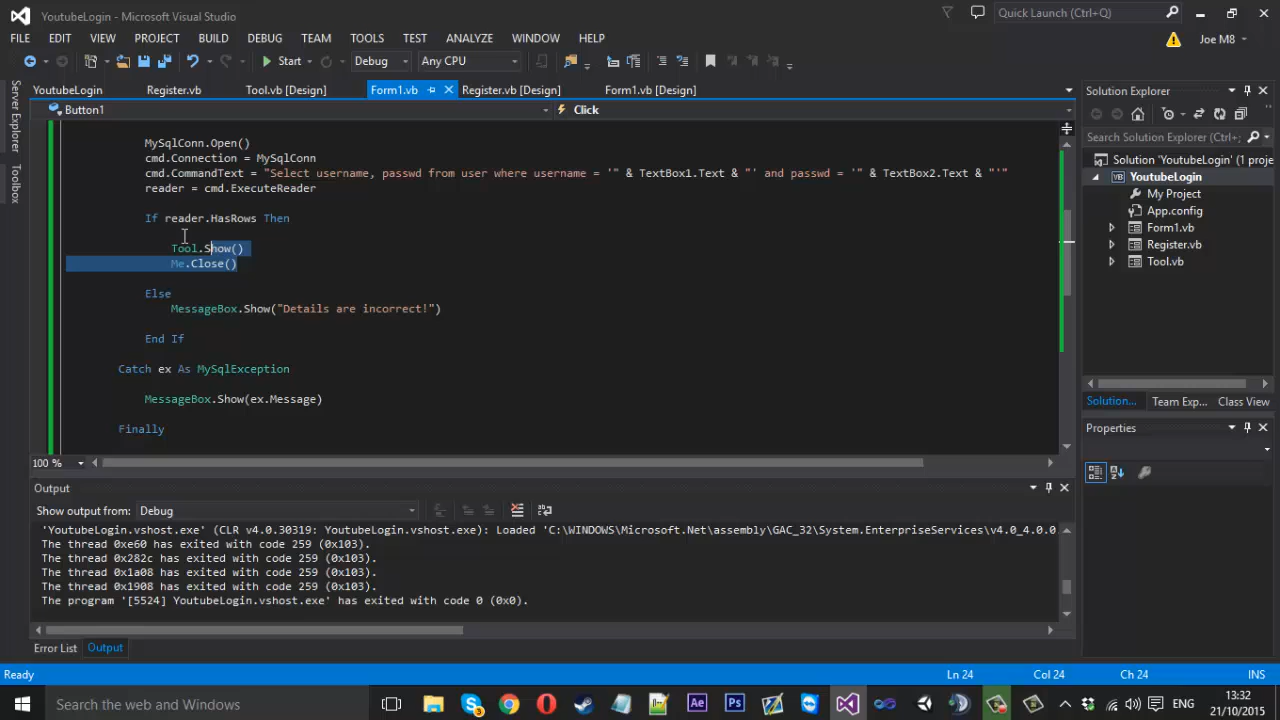 YoutubeLogin - Microsoft Visual Studio
Quick Launch (Ctrl+Q)
FILE EDIT VIEW PROJECT BUILD DEBUG TEAM TOOLS TEST ANALYZE WINDOW HELP
Joe M8
Start Debug Any CPU
Server Explorer
Toolbox
YoutubeLogin Register.vb Tool.vb [Design] Form1.vb Register.vb [Design] Form1.vb [Design]
Button1 Click
MySqlConn.Open()
cmd.Connection = MySqlConn
cmd.CommandText = "Select username, passwd from user where username = '" & TextBox1.Text & "' and passwd = '" & TextBox2.Text & "'"
reader = cmd.ExecuteReader
If reader.HasRows Then
Tool.Show()
Me.Close()
Else
MessageBox.Show("Details are incorrect!")
End If
Catch ex As MySqlException
MessageBox.Show(ex.Message)
Finally
100 %
Solution Explorer
Search Solution Explorer (Ctrl+;
Solution 'YoutubeLogin' (1 proje
YoutubeLogin
My Project
App.config
Form1.vb
Register.vb
Tool.vb
Solution... Team Exp... Class View
Properties
Output
Show output from: Debug
'YoutubeLogin.vshost.exe' (CLR v4.0.30319: YoutubeLogin.vshost.exe): Loaded 'C:\WINDOWS\Microsoft.Net\assembly\GAC_32\System.EnterpriseServices\v4.0_4.0.0
The thread 0xe60 has exited with code 259 (0x103).
The thread 0x282c has exited with code 259 (0x103).
The thread 0x1a08 has exited with code 259 (0x103).
The thread 0x1908 has exited with code 259 (0x103).
The program '[5524] YoutubeLogin.vshost.exe' has exited with code 0 (0x0).
Error List Output
Ready Ln 24 Col 24 Ch 24 INS
Search the web and Windows
3
Ae
Ps
ENG
13:32
21/10/2015